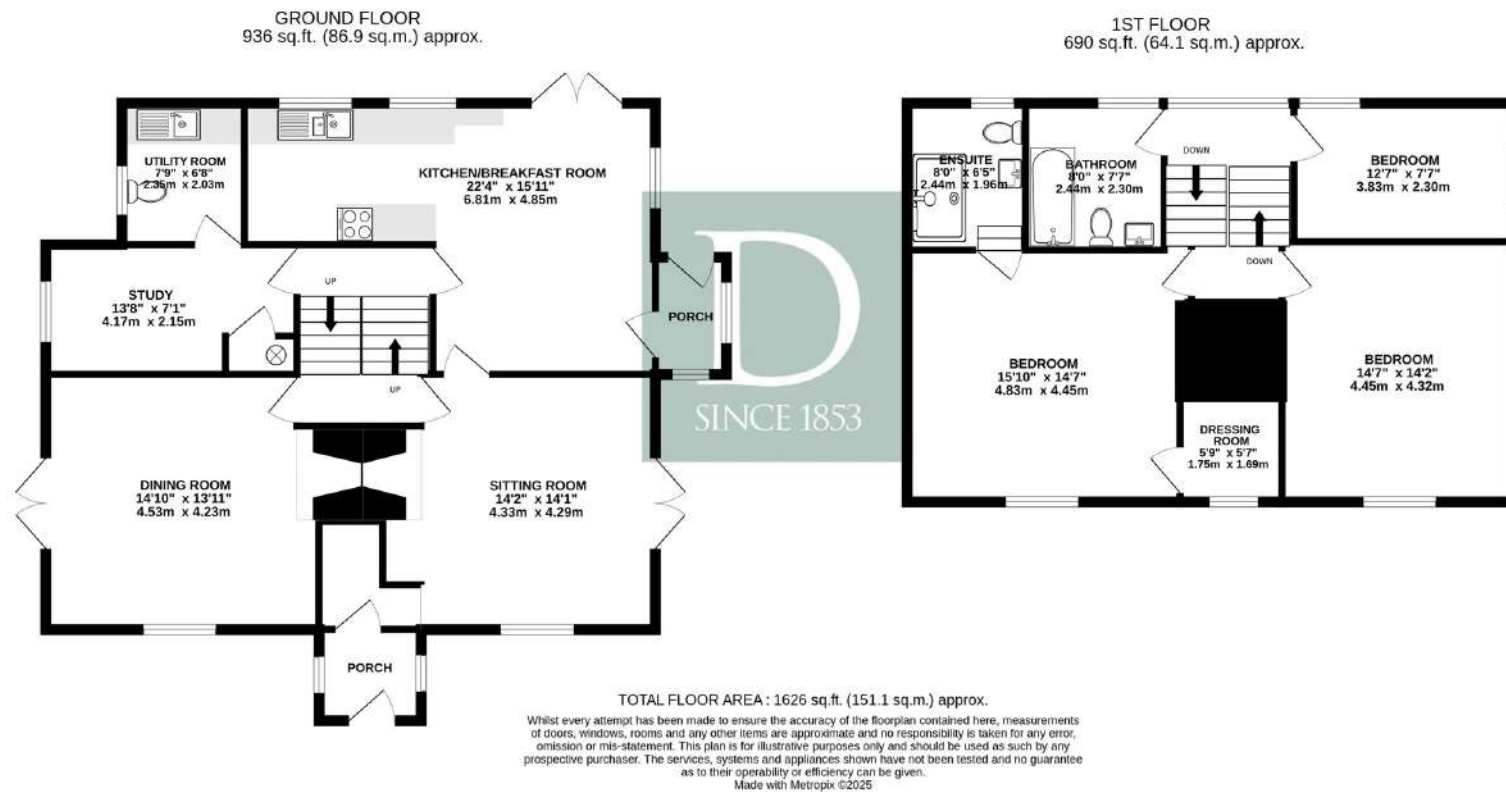 GROUND FLOOR
936 sq.ft. (86.9 sq.m.) approx.
1ST FLOOR
690 sq.ft. (64.1 sq.m.) approx.
UTILITY ROOM
7'9" x 6'8"
2.35m x 2.03m
KITCHEN/BREAKFAST ROOM
22'4" x 15'11"
6.81m x 4.85m
UP
STUDY
13'8" x 7'1"
4.17m x 2.15m
PORCH
UP
DINING ROOM
14'10" x 13'11"
4.53m x 4.23m
SITTING ROOM
14'2" x 14'1"
4.33m x 4.29m
PORCH
D
SINCE 1853
ENSUITE
8'0" x 6'5"
2.44m x 1.96m
BATHROOM
8'0" x 7'7"
2.44m x 2.30m
DOWN
BEDROOM
12'7" x 7'7"
3.83m x 2.30m
DOWN
BEDROOM
15'10" x 14'7"
4.83m x 4.45m
BEDROOM
14'7" x 14'2"
4.45m x 4.32m
DRESSING
ROOM
5'9" x 5'7"
1.75m x 1.69m
TOTAL FLOOR AREA : 1626 sq.ft. (151.1 sq.m.) approx.
Whilst every attempt has been made to ensure the accuracy of the floorplan contained here, measurements
of doors, windows, rooms and any other items are approximate and no responsibility is taken for any error,
omission or mis-statement. This plan is for illustrative purposes only and should be used as such by any
prospective purchaser. The services, systems and appliances shown have not been tested and no guarantee
as to their operability or efficiency can be given.
Made with Metropix ©2025